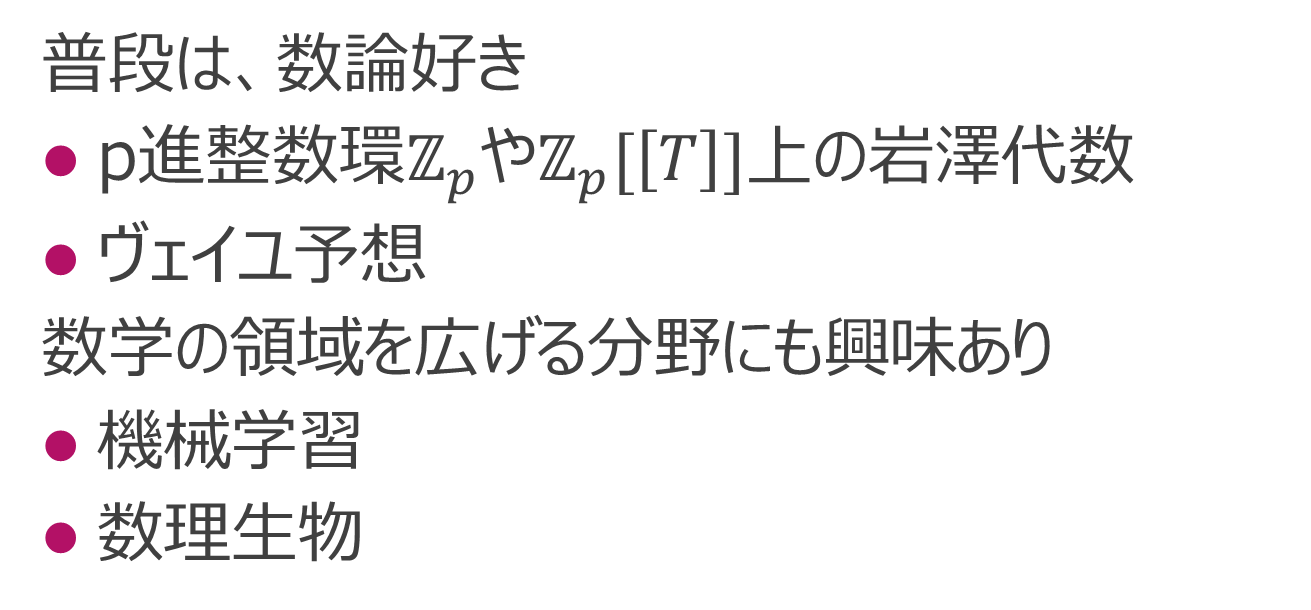 普段は、数論好き
● p進整数環ℤ_pやℤ_p[[T]]上の岩澤代数
● ヴェイユ予想
数学の領域を広げる分野にも興味あり
● 機械学習
● 数理生物